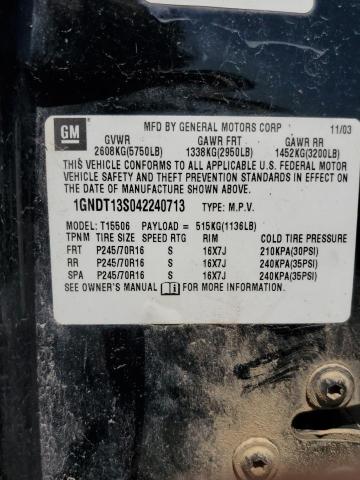 GM MFD BY GENERAL MOTORS CORP 11/03
GVWR GAWR FRT GAWR RR
2608KG(5750LB) 1338KG(2950LB) 1452KG(3200LB)
THIS VEHICLE CONFORMS TO ALL APPLICABLE U.S. FEDERAL MOTOR
VEHICLE SAFETY AND THEFT PREVENTION STANDARDS IN EFFECT ON
THE DATE OF MANUFACTURE SHOWN ABOVE.
1GNDT13S042240713 TYPE: M.P.V.
MODEL: T15506 PAYLOAD = 515KG(1136LB)
TPNM TIRE SIZE SPEED RTG RIM COLD TIRE PRESSURE
FRT P245/70R16 S 16X7J 210KPA(30PSI)
RR P245/70R16 S 16X7J 240KPA(35PSI)
SPA P245/70R16 S 16X7J 240KPA(35PSI)
SEE OWNER'S MANUAL FOR MORE INFORMATION.